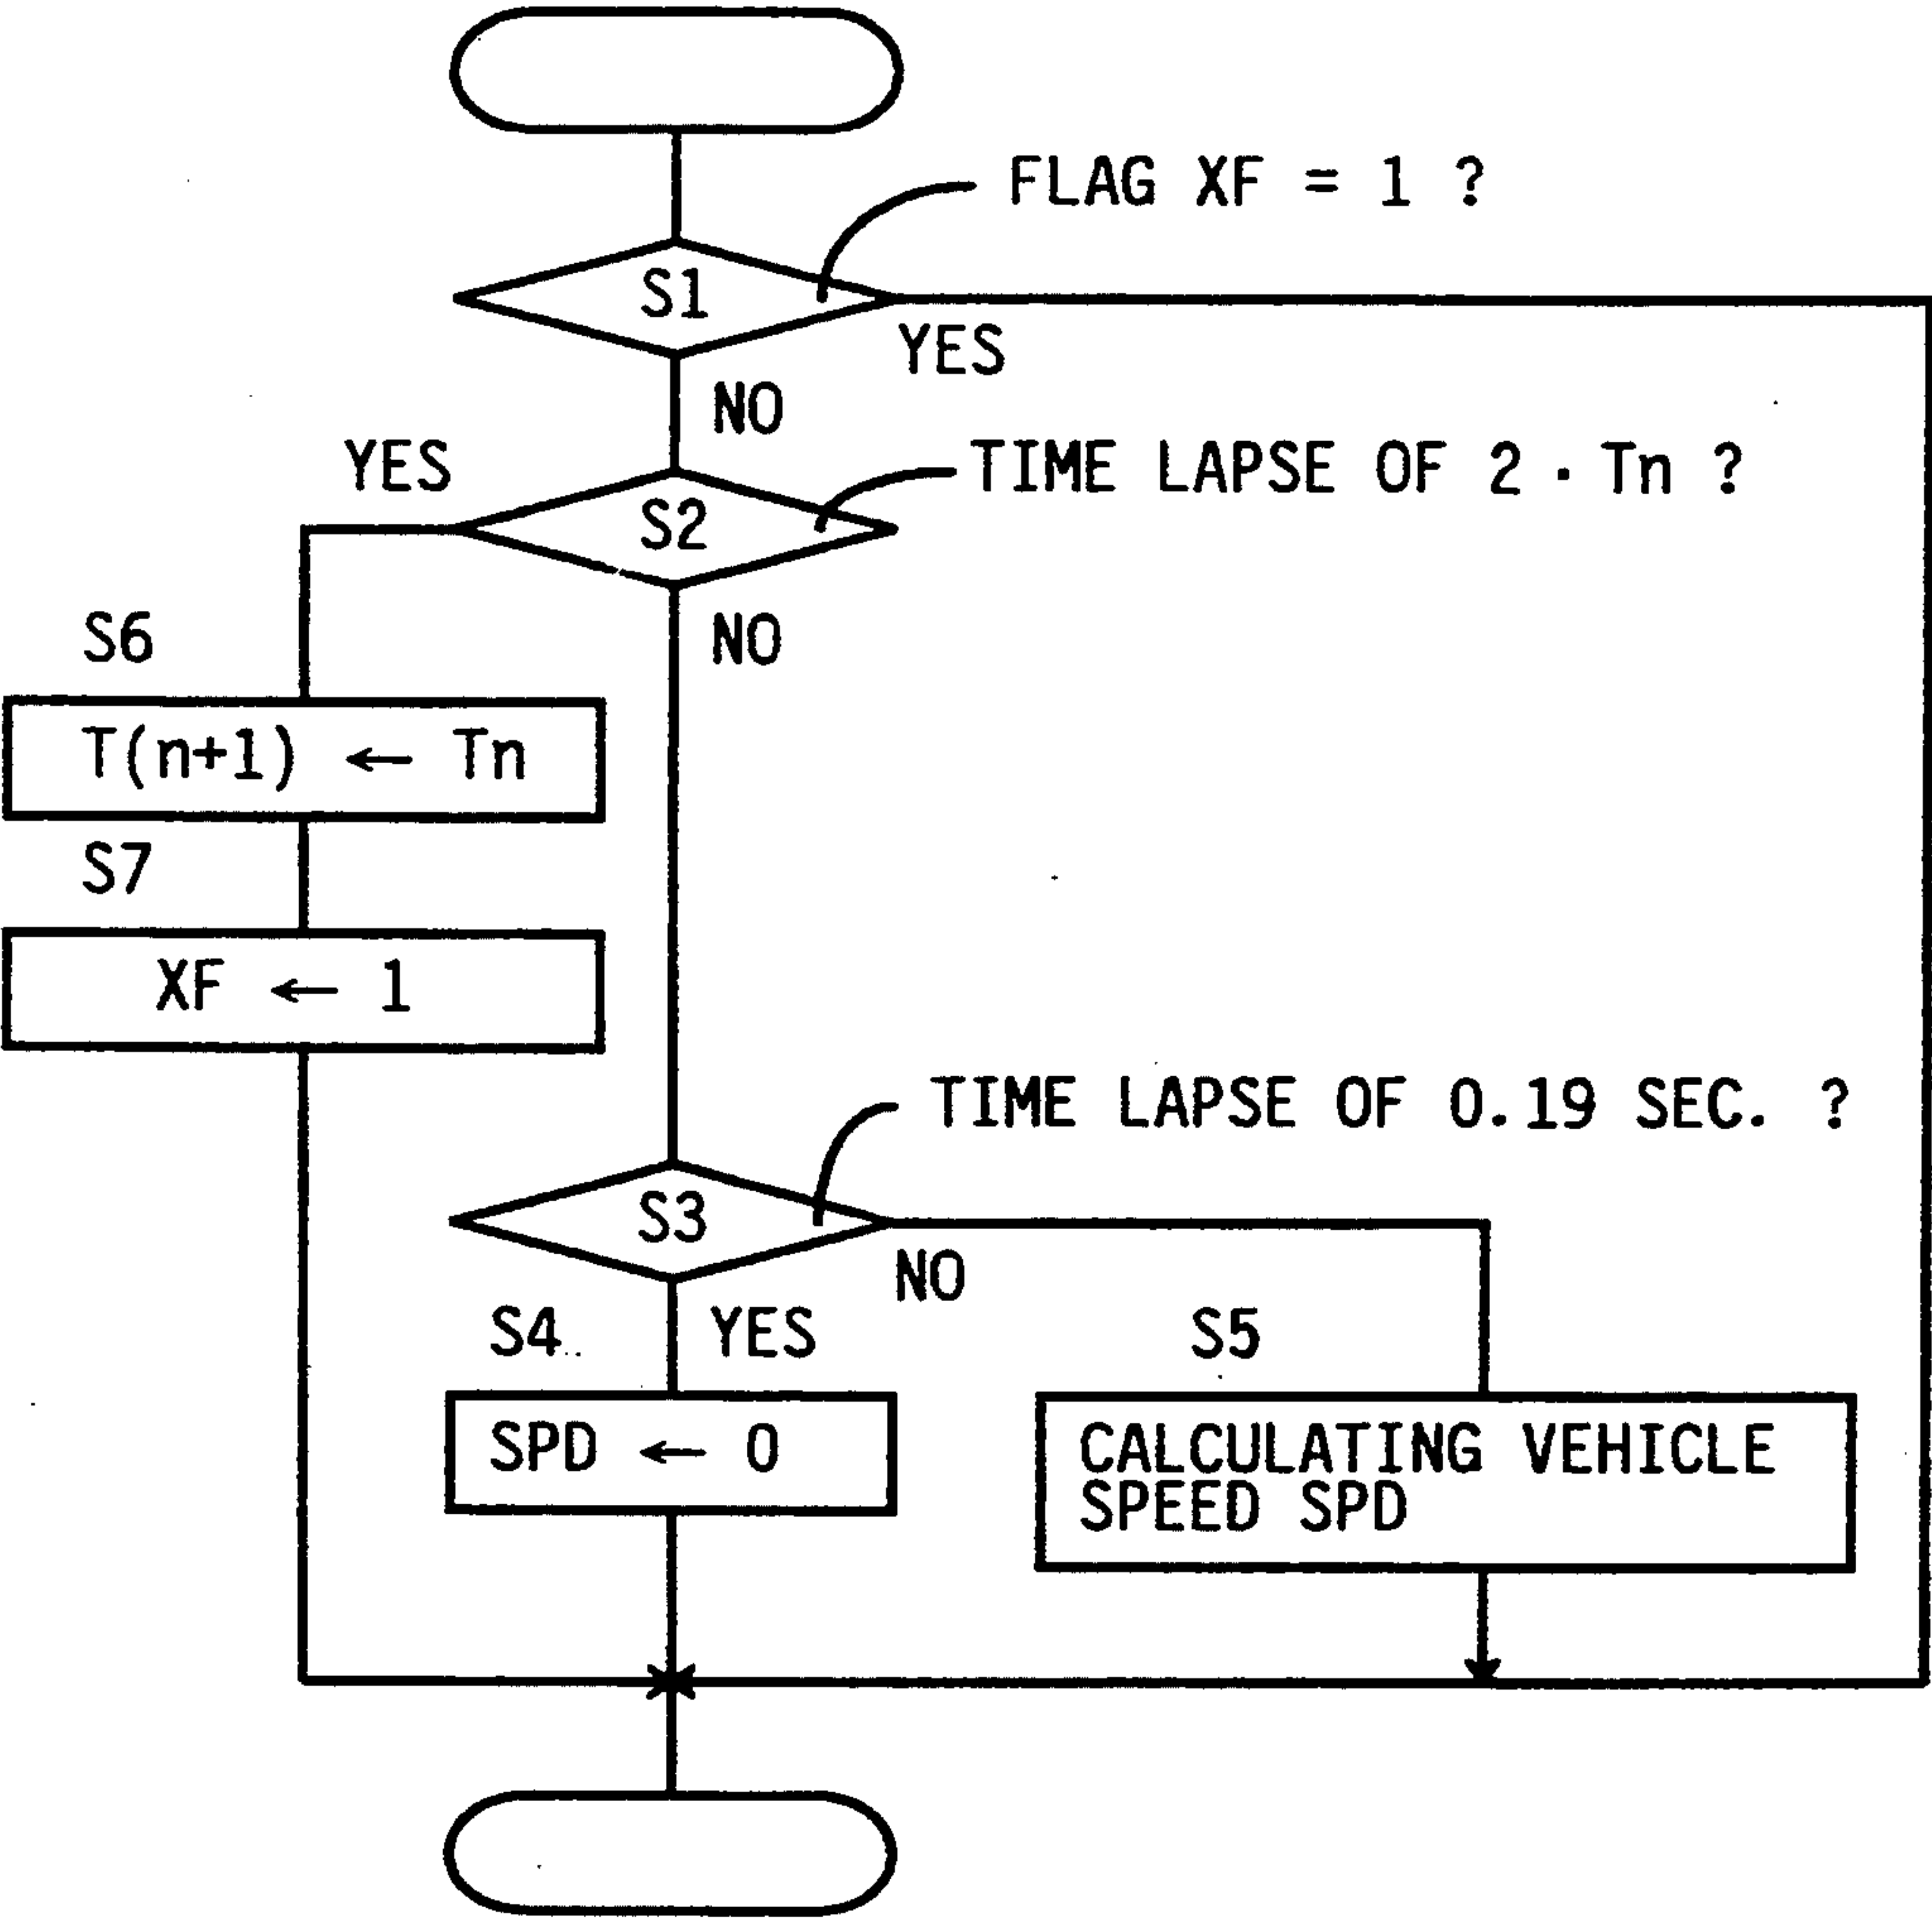 FLAG XF = 1 ?
S1
YES
NO
YES
TIME LAPSE OF 2 · Tn ?
S2
NO
S6
T(n+1) ← Tn
S7
XF ← 1
TIME LAPSE OF 0.19 SEC. ?
S3
NO
S4
YES
S5
SPD ← 0
CALCULATING VEHICLE
SPEED SPD